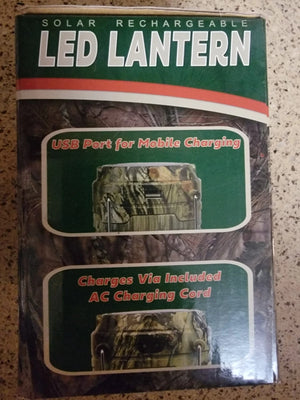 SOLAR RECHARGEABLE
LED LANTERN
USB Port for Mobile Charging
Charges Via Included
AC Charging Cord